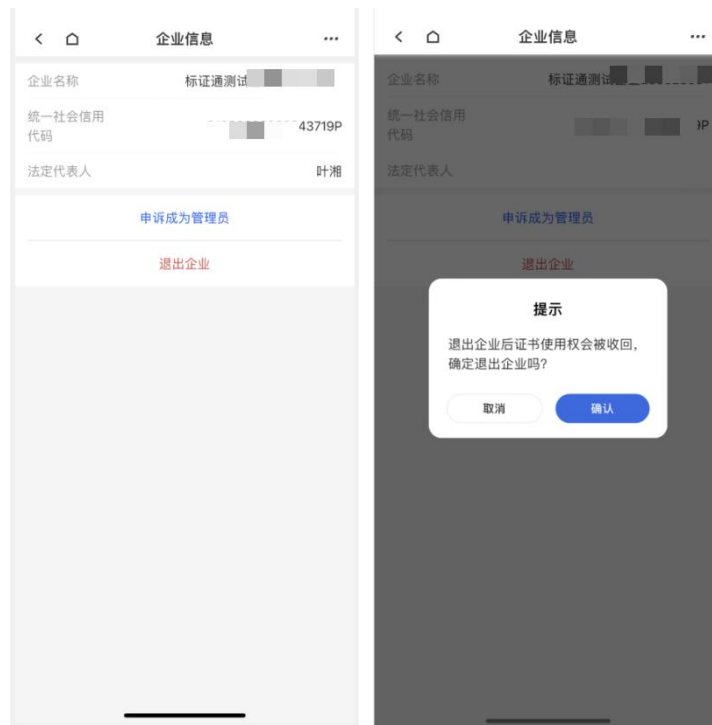 企业信息
企业名称
标证通测试
统一社会信用
代码
43719P
法定代表人
叶湘
申诉成为管理员
退出企业
企业信息
企业名称
标证通测试
统一社会信用
代码
9P
法定代表人
申诉成为管理员
退出企业
提示
退出企业后证书使用权会被收回，
确定退出企业吗?
取消
确认